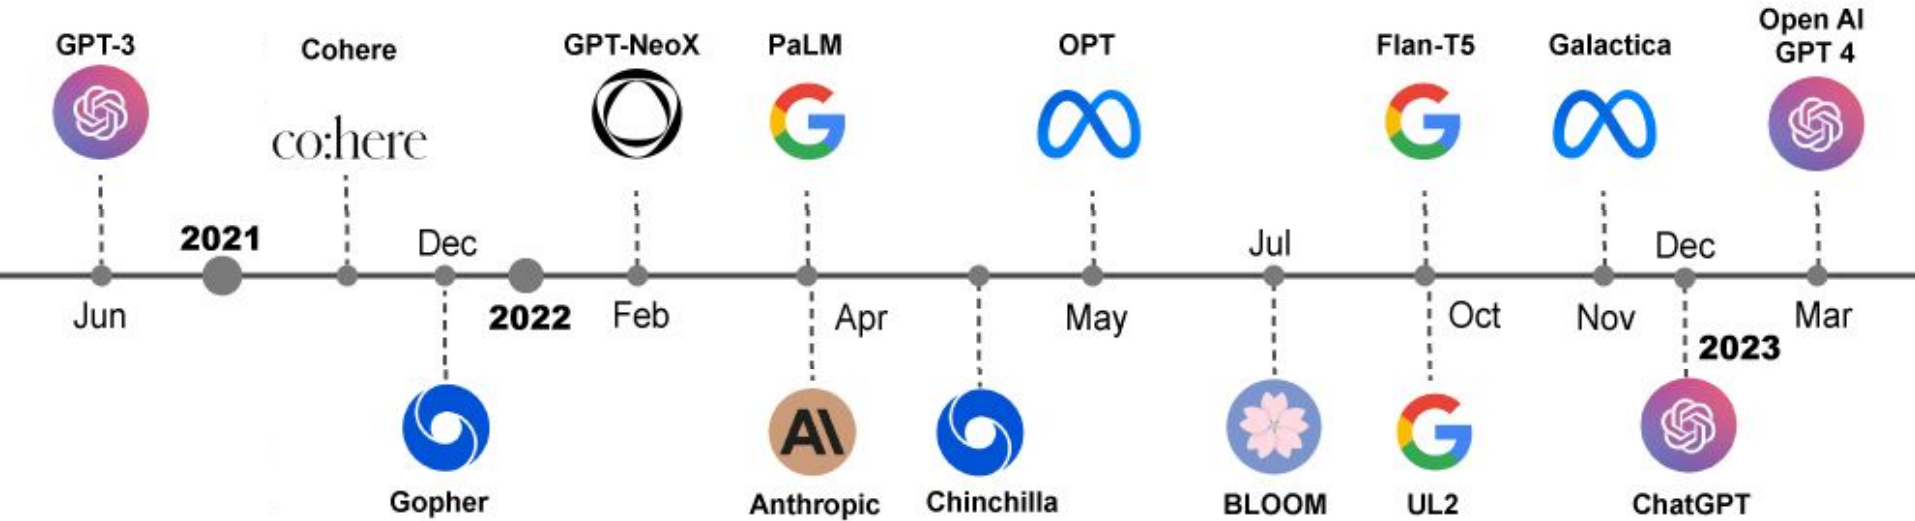 GPT-3
Cohere
GPT-NeoX
PaLM
OPT
Flan-T5
Galactica
Open AI
GPT 4
co:here
2021
Dec
Jul
Dec
Jun
2022
Feb
Apr
May
Oct
Nov
Mar
2023
AI
Gopher
Anthropic
Chinchilla
BLOOM
UL2
ChatGPT